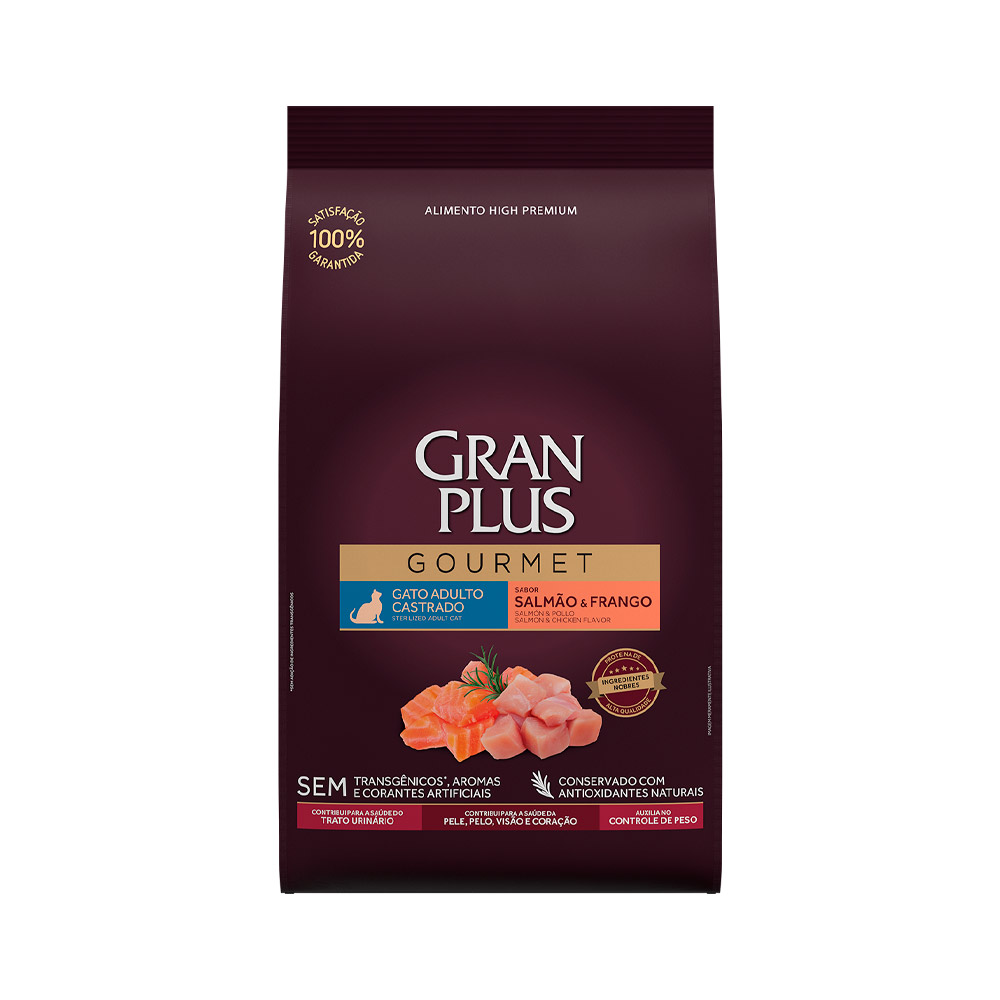 ALIMENTO HIGH PREMIUM
SATISFAÇÃO
100%
GARANTIDA
GRAN
PLUS
GOURMET
GATO ADULTO
CASTRADO
STERILIZED ADULT CAT
SABOR
SALMÃO & FRANGO
SALMÓN & POLLO
SALMON & CHICKEN FLAVOR
PROTEÍNA DE
INGREDIENTES
NOBRES
ALTA QUALIDADE
IMAGEM MERAMENTE ILUSTRATIVA
SEM TRANSGÊNICOS*, AROMAS
E CORANTES ARTIFICIAIS
CONSERVADO COM
ANTIOXIDANTES NATURAIS
CONTRIBUI PARA A SAÚDE DO
TRATO URINÁRIO
CONTRIBUI PARA A SAÚDE DA
PELE, PELO, VISÃO E CORAÇÃO
AUXILIA NO
CONTROLE DE PESO